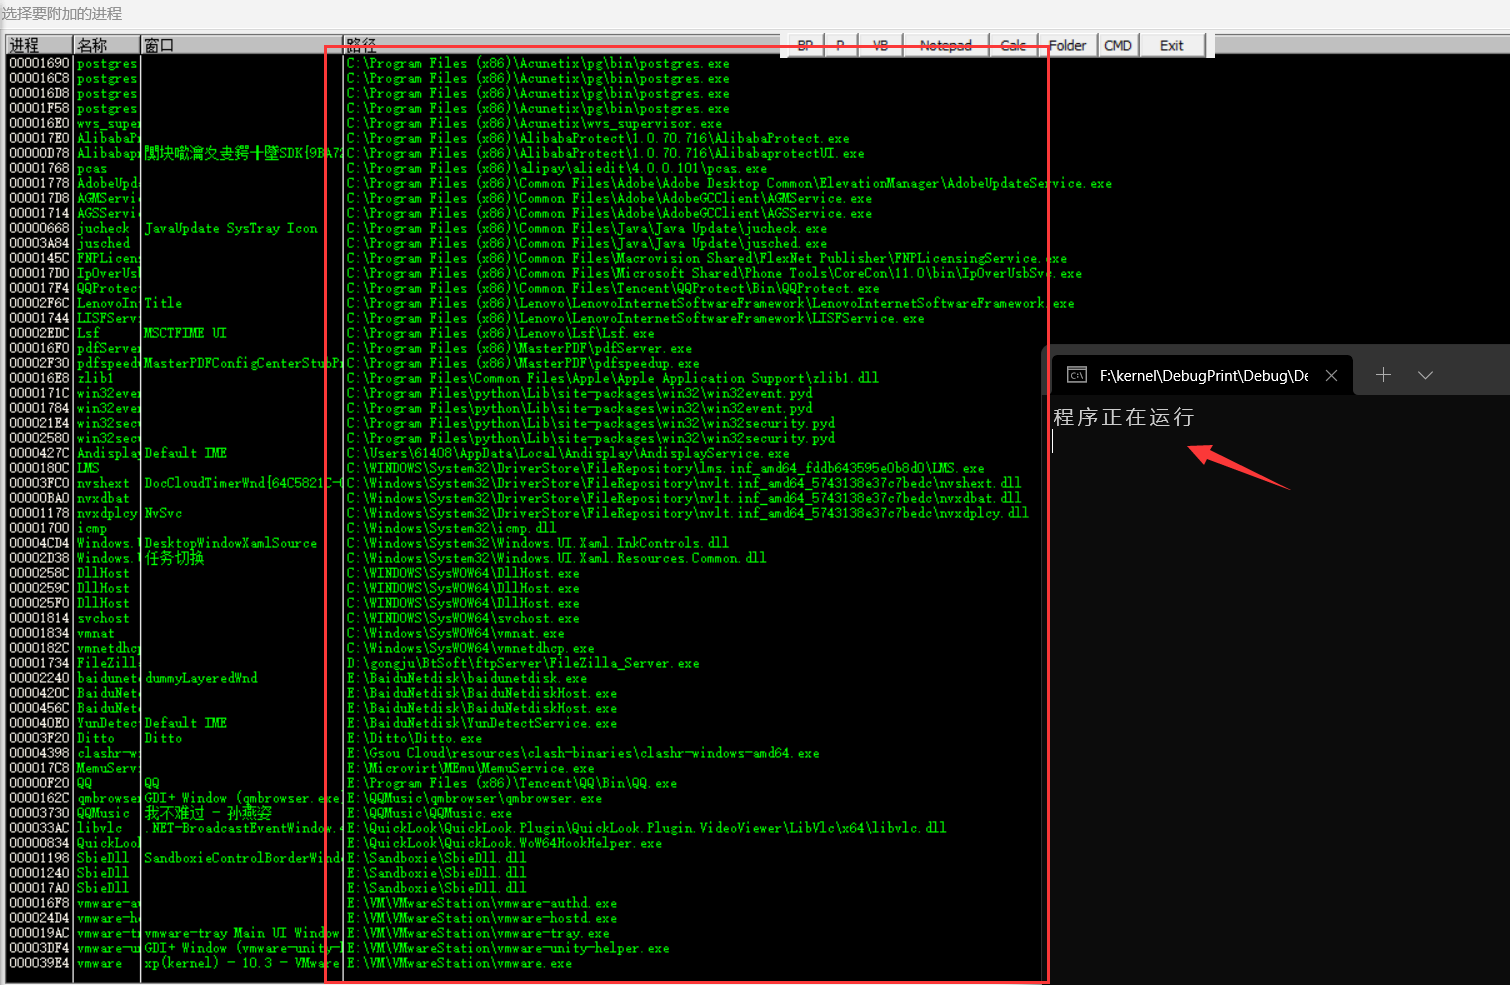 选择要附加的进程
进程 名称 窗口 路径
BP P VB Notepad Calc Folder CMD Exit
00001690 postgres C:\Program Files (x86)\Acunetix\pg\bin\postgres.exe
000016C8 postgres C:\Program Files (x86)\Acunetix\pg\bin\postgres.exe
000016D8 postgres C:\Program Files (x86)\Acunetix\pg\bin\postgres.exe
00001F58 postgres C:\Program Files (x86)\Acunetix\pg\bin\postgres.exe
000016E0 wvs_super C:\Program Files (x86)\Acunetix\wvs_supervisor.exe
000017E0 AlibabaPr C:\Program Files (x86)\AlibabaProtect\1.0.70.716\AlibabaProtect.exe
00000D78 Alibabapr SDK{9BA72 C:\Program Files (x86)\AlibabaProtect\1.0.70.716\AlibabaprotectUI.exe
00001768 pcas C:\Program Files (x86)\alipay\aliedit\4.0.0.101\pcas.exe
00001778 AdobeUpd C:\Program Files (x86)\Common Files\Adobe\Adobe Desktop Common\ElevationManager\AdobeUpdateService.exe
000017D8 AGMServi C:\Program Files (x86)\Common Files\Adobe\AdobeGCClient\AGMService.exe
00001714 AGSServi C:\Program Files (x86)\Common Files\Adobe\AdobeGCClient\AGSService.exe
00000668 jucheck JavaUpdate SysTray Icon C:\Program Files (x86)\Common Files\Java\Java Update\jucheck.exe
00003A84 jusched C:\Program Files (x86)\Common Files\Java\Java Update\jusched.exe
0000145C FNPLicens C:\Program Files (x86)\Common Files\Macrovision Shared\FlexNet Publisher\FNPLicensingService.exe
000017D0 IpOverUsb C:\Program Files (x86)\Common Files\Microsoft Shared\Phone Tools\CoreCon\11.0\bin\IpOverUsbSvc.exe
000017F4 QQProtect C:\Program Files (x86)\Common Files\Tencent\QQProtect\Bin\QQProtect.exe
00002F6C LenovoIn Title C:\Program Files (x86)\Lenovo\LenovoInternetSoftwareFramework\LenovoInternetSoftwareFramework.exe
00001744 LISFServi C:\Program Files (x86)\Lenovo\LenovoInternetSoftwareFramework\LISFService.exe
00002EDC Lsf MSCTFIME UI C:\Program Files (x86)\Lenovo\Lsf\Lsf.exe
000016F0 pdfServer C:\Program Files (x86)\MasterPDF\pdfServer.exe
00002F30 pdfspeed MasterPDFConfigCenterStubPr C:\Program Files (x86)\MasterPDF\pdfspeedup.exe
000016E8 zlib1 C:\Program Files\Common Files\Apple\Apple Application Support\zlib1.dll
0000171C win32even C:\Program Files\python\Lib\site-packages\win32\win32event.pyd
00001784 win32even C:\Program Files\python\Lib\site-packages\win32\win32event.pyd
000021E4 win32sec C:\Program Files\python\Lib\site-packages\win32\win32security.pyd
00002580 win32sec C:\Program Files\python\Lib\site-packages\win32\win32security.pyd
0000427C Andisplay Default IME C:\Users\61408\AppData\Local\Andisplay\AndisplayService.exe
0000180C LMS C:\WINDOWS\System32\DriverStore\FileRepository\lms.inf_amd64_fddb643595e0b8d0\LMS.exe
00003FC0 nvshext DocCloudTimerWnd{64C5821C- C:\Windows\System32\DriverStore\FileRepository\nvlt.inf_amd64_5743138e37c7bedc\nvshext.dll
00000BA0 nvxdbat C:\Windows\System32\DriverStore\FileRepository\nvlt.inf_amd64_5743138e37c7bedc\nvxdbat.dll
00001178 nvxdplcy NvSvc C:\Windows\System32\DriverStore\FileRepository\nvlt.inf_amd64_5743138e37c7bedc\nvxdplcy.dll
00001700 icmp C:\Windows\System32\icmp.dll
00004CD4 Windows.U DesktopWindowXamlSource C:\Windows\System32\Windows.UI.Xaml.InkControls.dll
00002D38 Windows.U 任务切换 C:\Windows\System32\Windows.UI.Xaml.Resources.Common.dll
0000258C DllHost C:\WINDOWS\SysWOW64\DllHost.exe
0000259C DllHost C:\WINDOWS\SysWOW64\DllHost.exe
000025F0 DllHost C:\WINDOWS\SysWOW64\DllHost.exe
00001814 svchost C:\WINDOWS\SysWOW64\svchost.exe
00001834 vmnat C:\Windows\SysWOW64\vmnat.exe
0000182C vmnetdhcp C:\Windows\SysWOW64\vmnetdhcp.exe
00001734 FileZill D:\gongju\BtSoft\ftpServer\FileZilla_Server.exe
00002240 baidunet dummyLayeredWnd E:\BaiduNetdisk\baidunetdisk.exe
0000420C BaiduNet E:\BaiduNetdisk\BaiduNetdiskHost.exe
0000456C BaiduNet E:\BaiduNetdisk\BaiduNetdiskHost.exe
000040E0 YunDetec Default IME E:\BaiduNetdisk\YunDetectService.exe
00003F20 Ditto Ditto E:\Ditto\Ditto.exe
00004398 clashr-w E:\Gsou Cloud\resources\clash-binaries\clashr-windows-amd64.exe
000017C8 MemuServ E:\Microvirt\MEmu\MemuService.exe
00000F20 QQ QQ E:\Program Files (x86)\Tencent\QQ\Bin\QQ.exe
0000162C qmbrowser GDI+ Window (qmbrowser.exe) E:\QQMusic\qmbrowser\qmbrowser.exe
00003730 QQMusic 我不难过 - 孙燕姿 E:\QQMusic\QQMusic.exe
000033AC libvlc .NET-BroadcastEventWindow.4 E:\QuickLook\QuickLook.Plugin\QuickLook.Plugin.VideoViewer\LibVlc\x64\libvlc.dll
00000834 QuickLoo E:\QuickLook\QuickLook.WoW64HookHelper.exe
00001198 SbieDll SandboxieControlBorderWind E:\Sandboxie\SbieDll.dll
00001240 SbieDll E:\Sandboxie\SbieDll.dll
000017A0 SbieDll E:\Sandboxie\SbieDll.dll
000016F8 vmware-a E:\VM\VMwareStation\vmware-authd.exe
000024D4 vmware-h E:\VM\VMwareStation\vmware-hostd.exe
000019AC vmware-t vmware-tray Main UI Window E:\VM\VMwareStation\vmware-tray.exe
00003DF4 vmware-u GDI+ Window (vmware-unity-h E:\VM\VMwareStation\vmware-unity-helper.exe
000039E4 vmware xp(kernel) - 10.3 - VMware E:\VM\VMwareStation\vmware.exe
F:\kernel\DebugPrint\Debug\De
程序正在运行